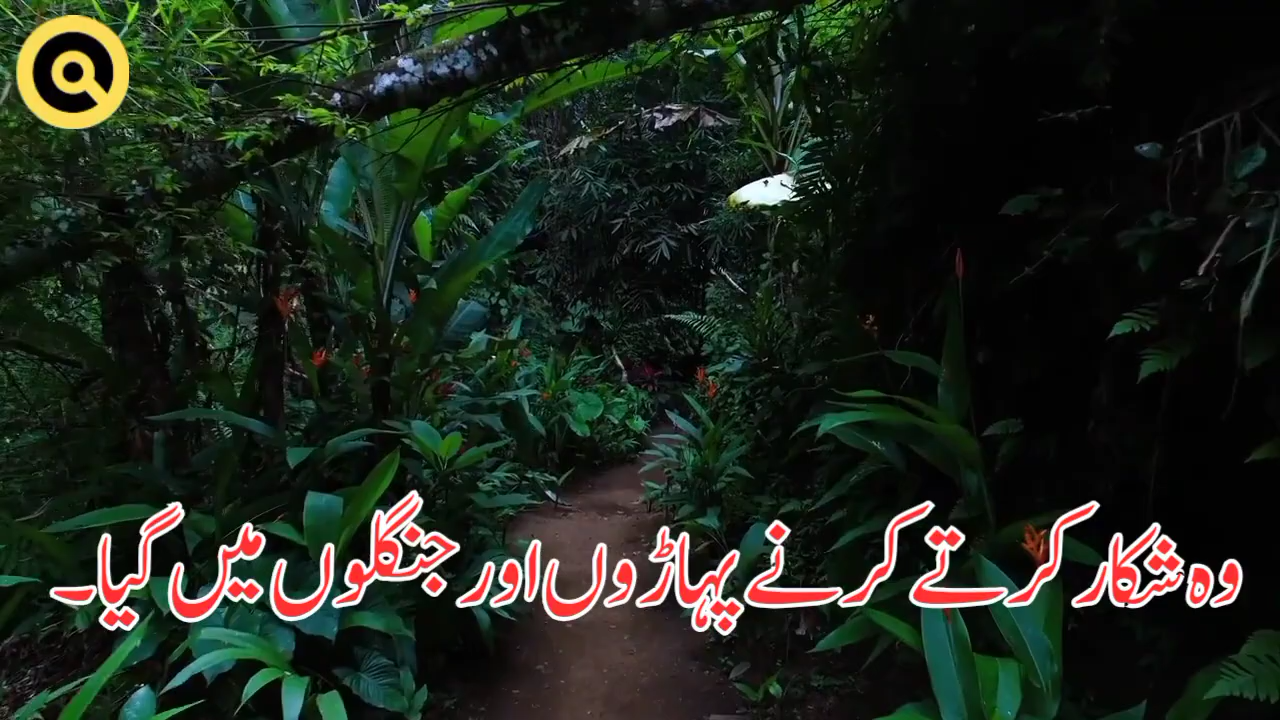 وہ شکار کرتے کرنے پہاڑوں اور جنگلوں میں گیا۔